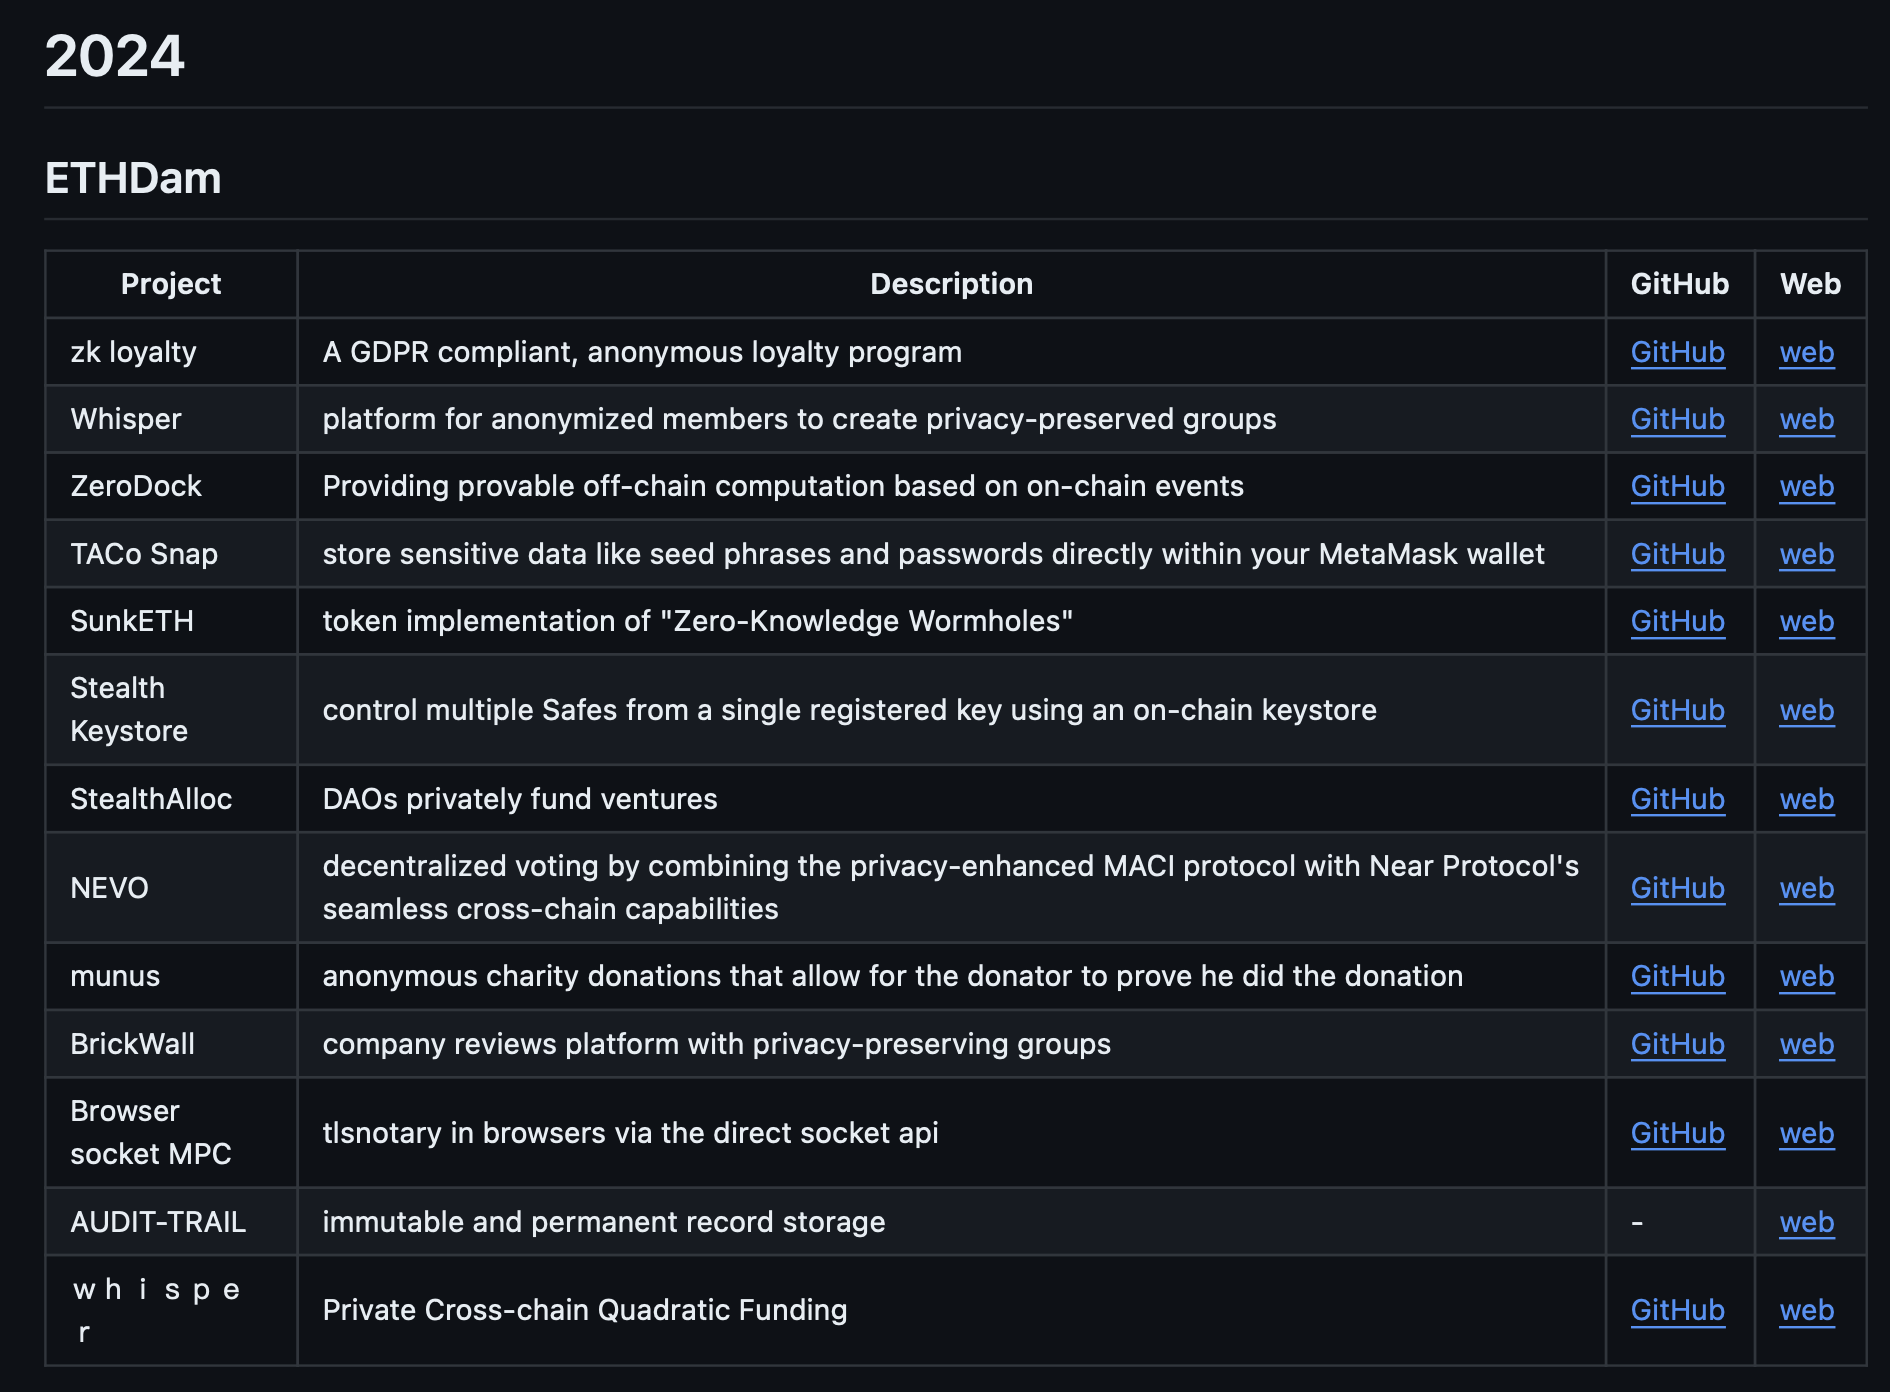 2024
ETHDam
Project Description GitHub Web
zk loyalty A GDPR compliant, anonymous loyalty program GitHub web
Whisper platform for anonymized members to create privacy-preserved groups GitHub web
ZeroDock Providing provable off-chain computation based on on-chain events GitHub web
TACo Snap store sensitive data like seed phrases and passwords directly within your MetaMask wallet GitHub web
SunkETH token implementation of "Zero-Knowledge Wormholes" GitHub web
Stealth
Keystore control multiple Safes from a single registered key using an on-chain keystore GitHub web
StealthAlloc DAOs privately fund ventures GitHub web
NEVO decentralized voting by combining the privacy-enhanced MACI protocol with Near Protocol's
seamless cross-chain capabilities GitHub web
munus anonymous charity donations that allow for the donator to prove he did the donation GitHub web
BrickWall company reviews platform with privacy-preserving groups GitHub web
Browser
socket MPC tlsnotary in browsers via the direct socket api GitHub web
AUDIT-TRAIL immutable and permanent record storage - web
ｗｈｉｓｐｅ
ｒ Private Cross-chain Quadratic Funding GitHub web